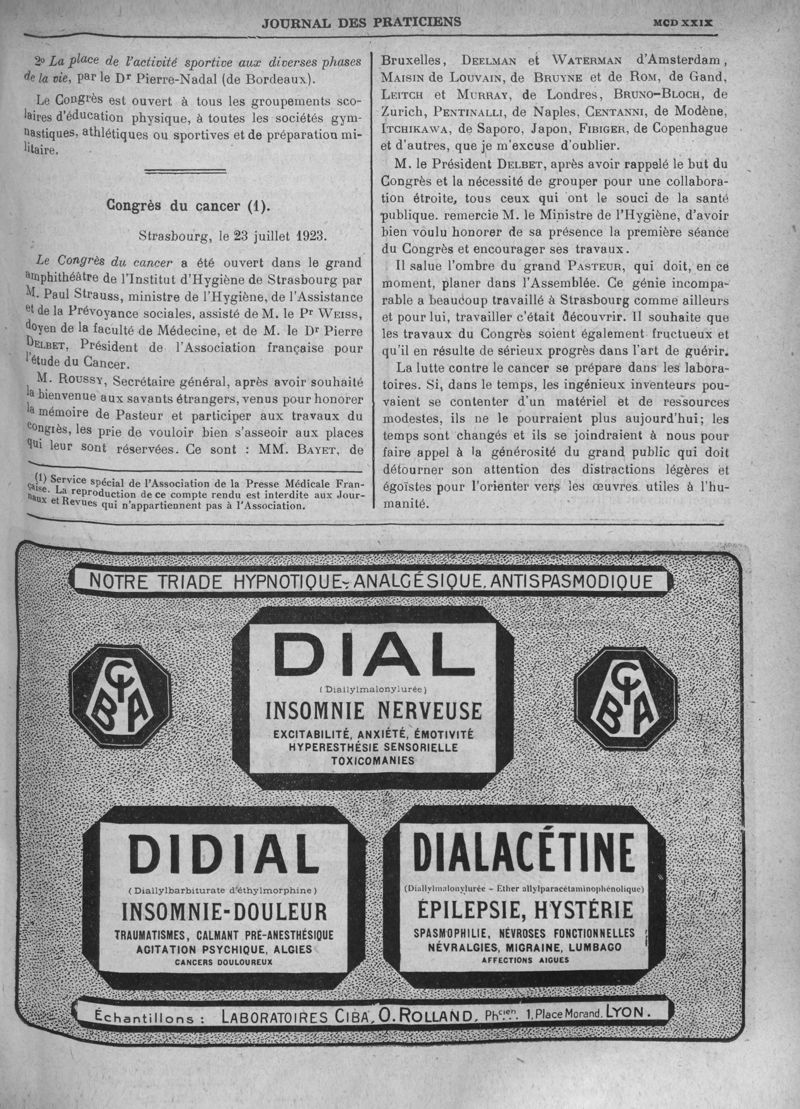 JOURNAL DES PRATICIENS
MCDXXIX
2º La place de l'activité sportive aux diverses phases
de la vie, par le Dr Pierre-Nadal (de Bordeaux).
Le Congrès est ouvert à tous les groupements sco-
laires d'éducation physique, à toutes les sociétés gym-
nastiques, athlétiques ou sportives et de préparation mi-
litaire.
Congrès du cancer (1).
Strasbourg, le 23 juillet 1923.
Le Congrès du cancer a été ouvert dans le grand
amphithéâtre de l'Institut d'Hygiène de Strasbourg par
M. Paul Strauss, ministre de l'Hygiène, de l'Assistance
et de la Prévoyance sociales, assisté de M. le Pr WEISS,
doyen de la faculté de Médecine, et de M. le Dr Pierre
DELBET, Président de l'Association française pour
l'étude du Cancer.
M. ROUSSY, Secrétaire général, après avoir souhaité
la bienvenue aux savants étrangers, venus pour honorer
la mémoire de Pasteur et participer aux travaux du
congrès, les prie de vouloir bien s'asseoir aux places
qui leur sont réservées. Ce sont : MM. BAYET, de
(1) Service spécial de l'Association de la Presse Médicale Fran-
çaise. La reproduction de ce compte rendu est interdite aux Jour-
naux et Revues qui n'appartiennent pas à l'Association.
Bruxelles, DEELMAN et WATERMAN d'Amsterdam,
MAISIN de LOUVAIN, de BRUYNE et de ROM, de Gand,
LEITCH et MURRAY, de Londres, BRUNO-BLOCH, de
Zurich, PENTINALLI, de Naples, CENTANNI, de Modène,
ITCHIKAWA, de Saporo, Japon, FIBIGER, de Copenhague
et d'autres, que je m'excuse d'oublier.
M. le Président DELBET, après avoir rappelé le but du
Congrès et la nécessité de grouper pour une collabora-
tion étroite, tous ceux qui ont le souci de la santé
publique. remercie M. le Ministre de l'Hygiène, d'avoir
bien voulu honorer de sa présence la première séance
du Congrès et encourager ses travaux.
Il salue l'ombre du grand PASTEUR, qui doit, en ce
moment, planer dans l'Assemblée. Ce génie incompa-
rable a beaucoup travaillé à Strasbourg comme ailleurs
et pour lui, travailler c'était découvrir. Il souhaite que
les travaux du Congrès soient également fructueux et
qu'il en résulte de sérieux progrès dans l'art de guérir.
La lutte contre le cancer se prépare dans les labora-
toires. Si, dans le temps, les ingénieux inventeurs pou-
vaient se contenter d'un matériel et de ressources
modestes, ils ne le pourraient plus aujourd'hui; les
temps sont changés et ils se joindraient à nous pour
faire appel à la générosité du grand public qui doit
détourner son attention des distractions légères et
égoïstes pour l'orienter vers les œuvres utiles à l'hu-
manité.
NOTRE TRIADE HYPNOTIQUE-ANALGÉSIQUE. ANTISPASMODIQUE
CIBA
DIAL
(Diallylmalonylurée)
INSOMNIE NERVEUSE
EXCITABILITÉ, ANXIÉTÉ, ÉMOTIVITÉ
HYPERESTHÉSIE SENSORIELLE
TOXICOMANIES
CIBA
DIDIAL
(Diallylbarbiturate d'éthylmorphine)
INSOMNIE-DOULEUR
TRAUMATISMES, CALMANT PRÉ-ANESTHÉSIQUE
AGITATION PSYCHIQUE, ALGIES
CANCERS DOULOUREUX
DIALACÉTINE
(Diallylmalonylurée - Ether allylparacétaminophénolique)
ÉPILEPSIE, HYSTÉRIE
SPASMOPHILIE, NÉVROSES FONCTIONNELLES
NÉVRALGIES, MIGRAINE, LUMBAGO
AFFECTIONS AIGUES
Échantillons : LABORATOIRES CIBA, O. ROLLAND, Phcien. 1, Place Morand. LYON.